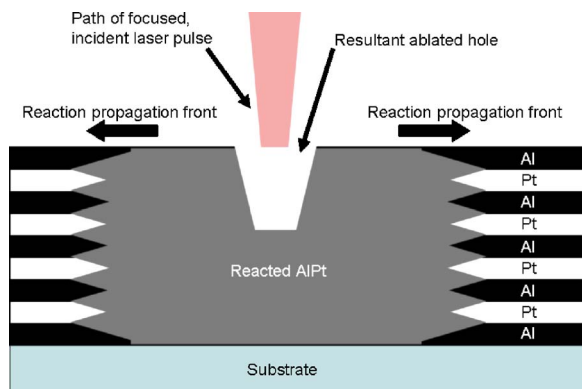 Path of focused,
incident laser pulse
Resultant ablated hole
Reaction propagation front
Reaction propagation front
Al
Pt
Al
Pt
Al
Pt
Al
Pt
Al
Reacted AlPt
Substrate